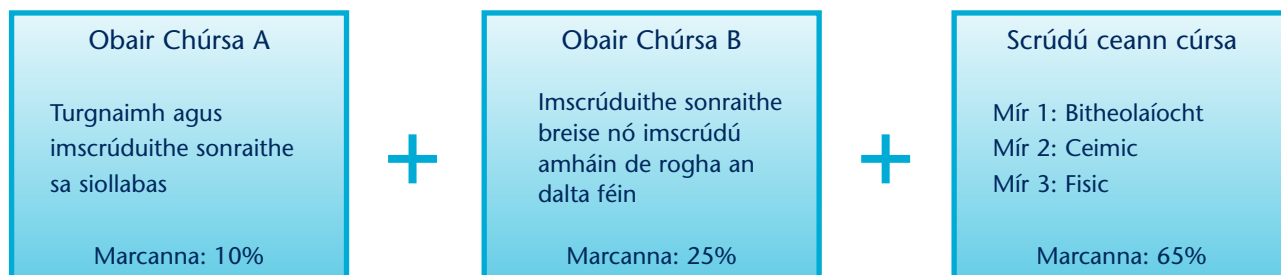 Obair Chúrsa A
Turgnaimh agus
imscrúduithe sonraithe
sa siollabas
Marcanna: 10%
+
Obair Chúrsa B
Imscrúduithe sonraithe
breise nó imscrúdú
amháin de rogha an
dalta féin
Marcanna: 25%
+
Scrúdú ceann cúrsa
Mír 1: Bitheolaíocht
Mír 2: Ceimic
Mír 3: Fisic
Marcanna: 65%